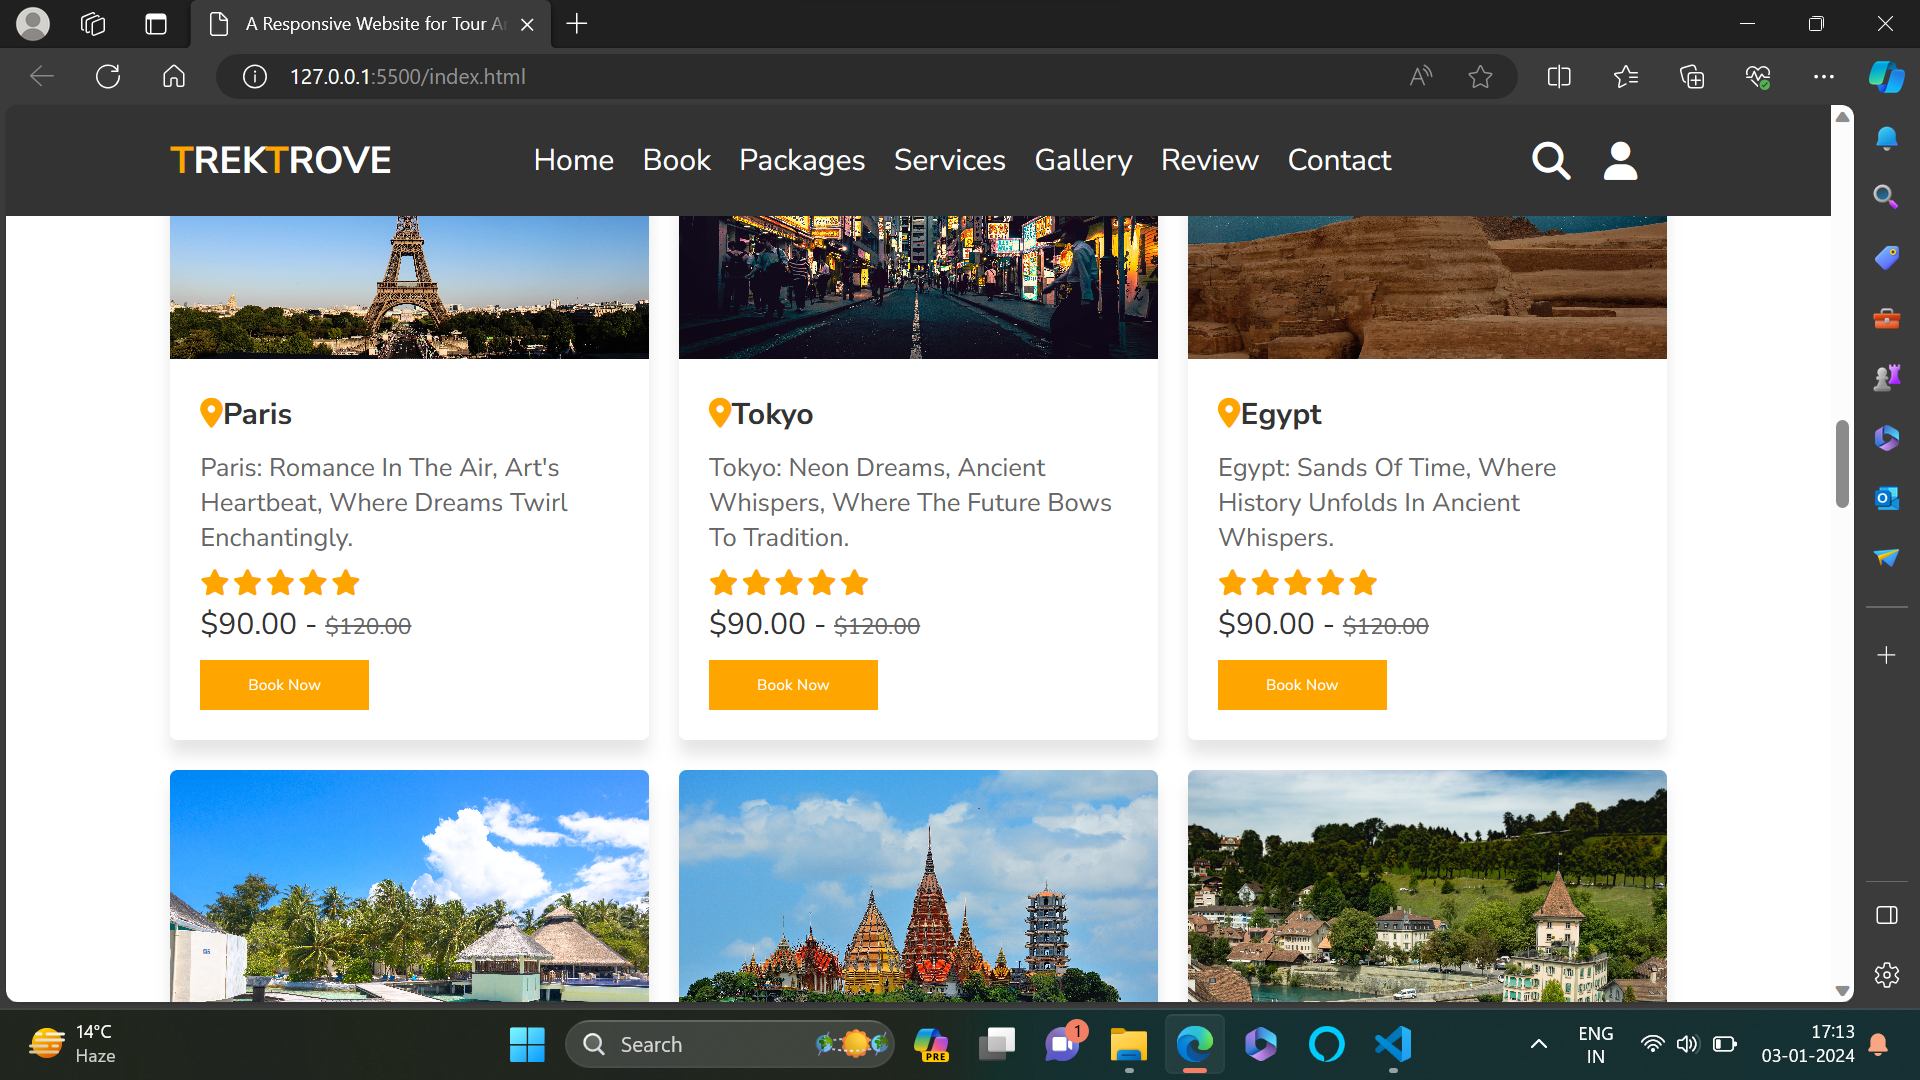 A Responsive Website for Tour A
127.0.0.1:5500/index.html
TREKTROVE
Home Book Packages Services Gallery Review Contact
Paris
Paris: Romance In The Air, Art's
Heartbeat, Where Dreams Twirl
Enchantingly.
$90.00 - $120.00
Book Now
Tokyo
Tokyo: Neon Dreams, Ancient
Whispers, Where The Future Bows
To Tradition.
$90.00 - $120.00
Book Now
Egypt
Egypt: Sands Of Time, Where
History Unfolds In Ancient
Whispers.
$90.00 - $120.00
Book Now
14°C
Haze
Search
PRE
1
ENG
IN
17:13
03-01-2024